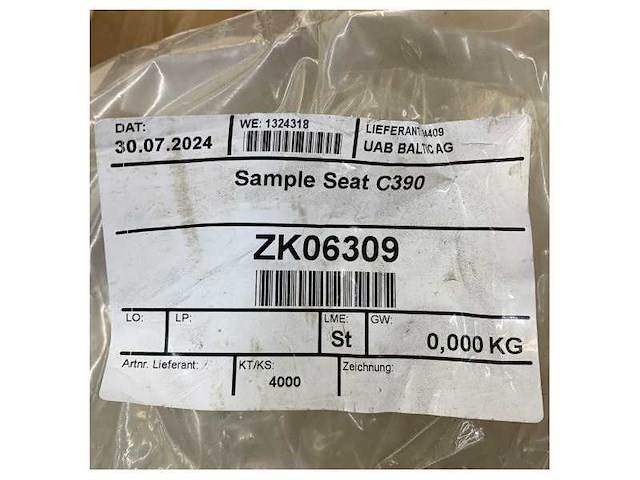 DAT:
30.07.2024
WE: 1324318
LIEFERANT:
UAB BALTIC AG
Sample Seat C390
ZK06309
LO:
LP:
LME:
St
GW:
0,000 KG
Artnr. Lieferant:
KT/KS:
4000
Zeichnung: